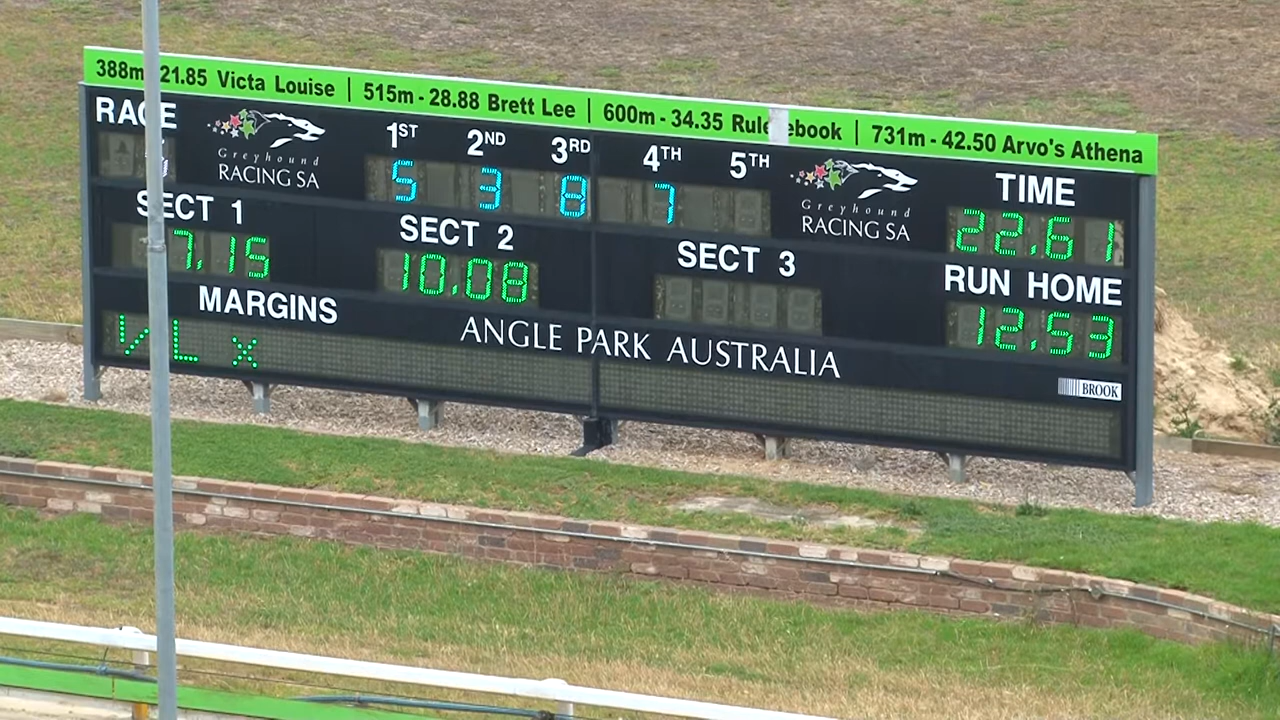 388m 21.85 Victa Louise | 515m - 28.88 Brett Lee | 600m - 34.35 Rule ebook | 731m - 42.50 Arvo's Athena
RACE
Greyhound
RACING SA
1ST 2ND 3RD 4TH 5TH
5 3 8 7
Greyhound
RACING SA
TIME
22.61
SECT 1
7.15
SECT 2
10.08
SECT 3
RUN HOME
12.53
MARGINS
ANGLE PARK AUSTRALIA
BROOK